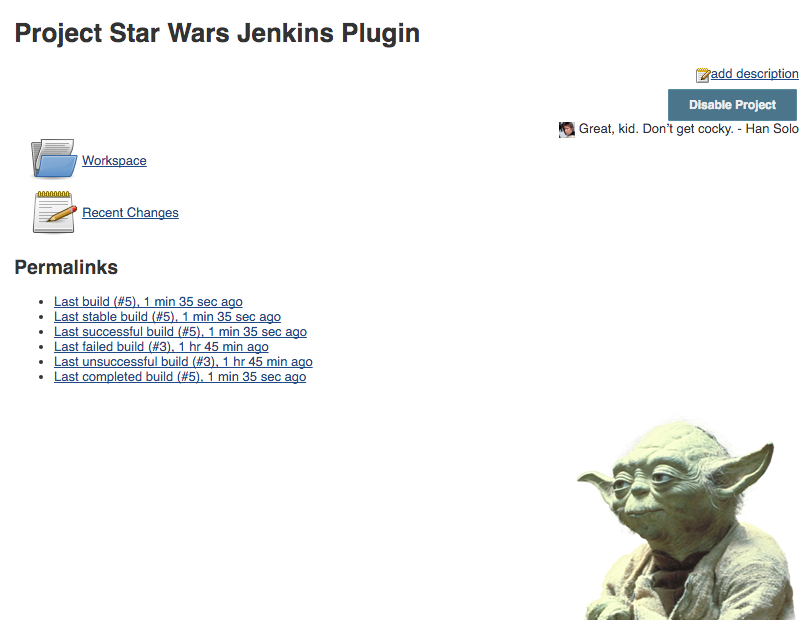 Project Star Wars Jenkins Plugin
add description
Disable Project
Great, kid. Don't get cocky. - Han Solo
Workspace
Recent Changes
Permalinks
Last build (#5), 1 min 35 sec ago
Last stable build (#5), 1 min 35 sec ago
Last successful build (#5), 1 min 35 sec ago
Last failed build (#3), 1 hr 45 min ago
Last unsuccessful build (#3), 1 hr 45 min ago
Last completed build (#5), 1 min 35 sec ago